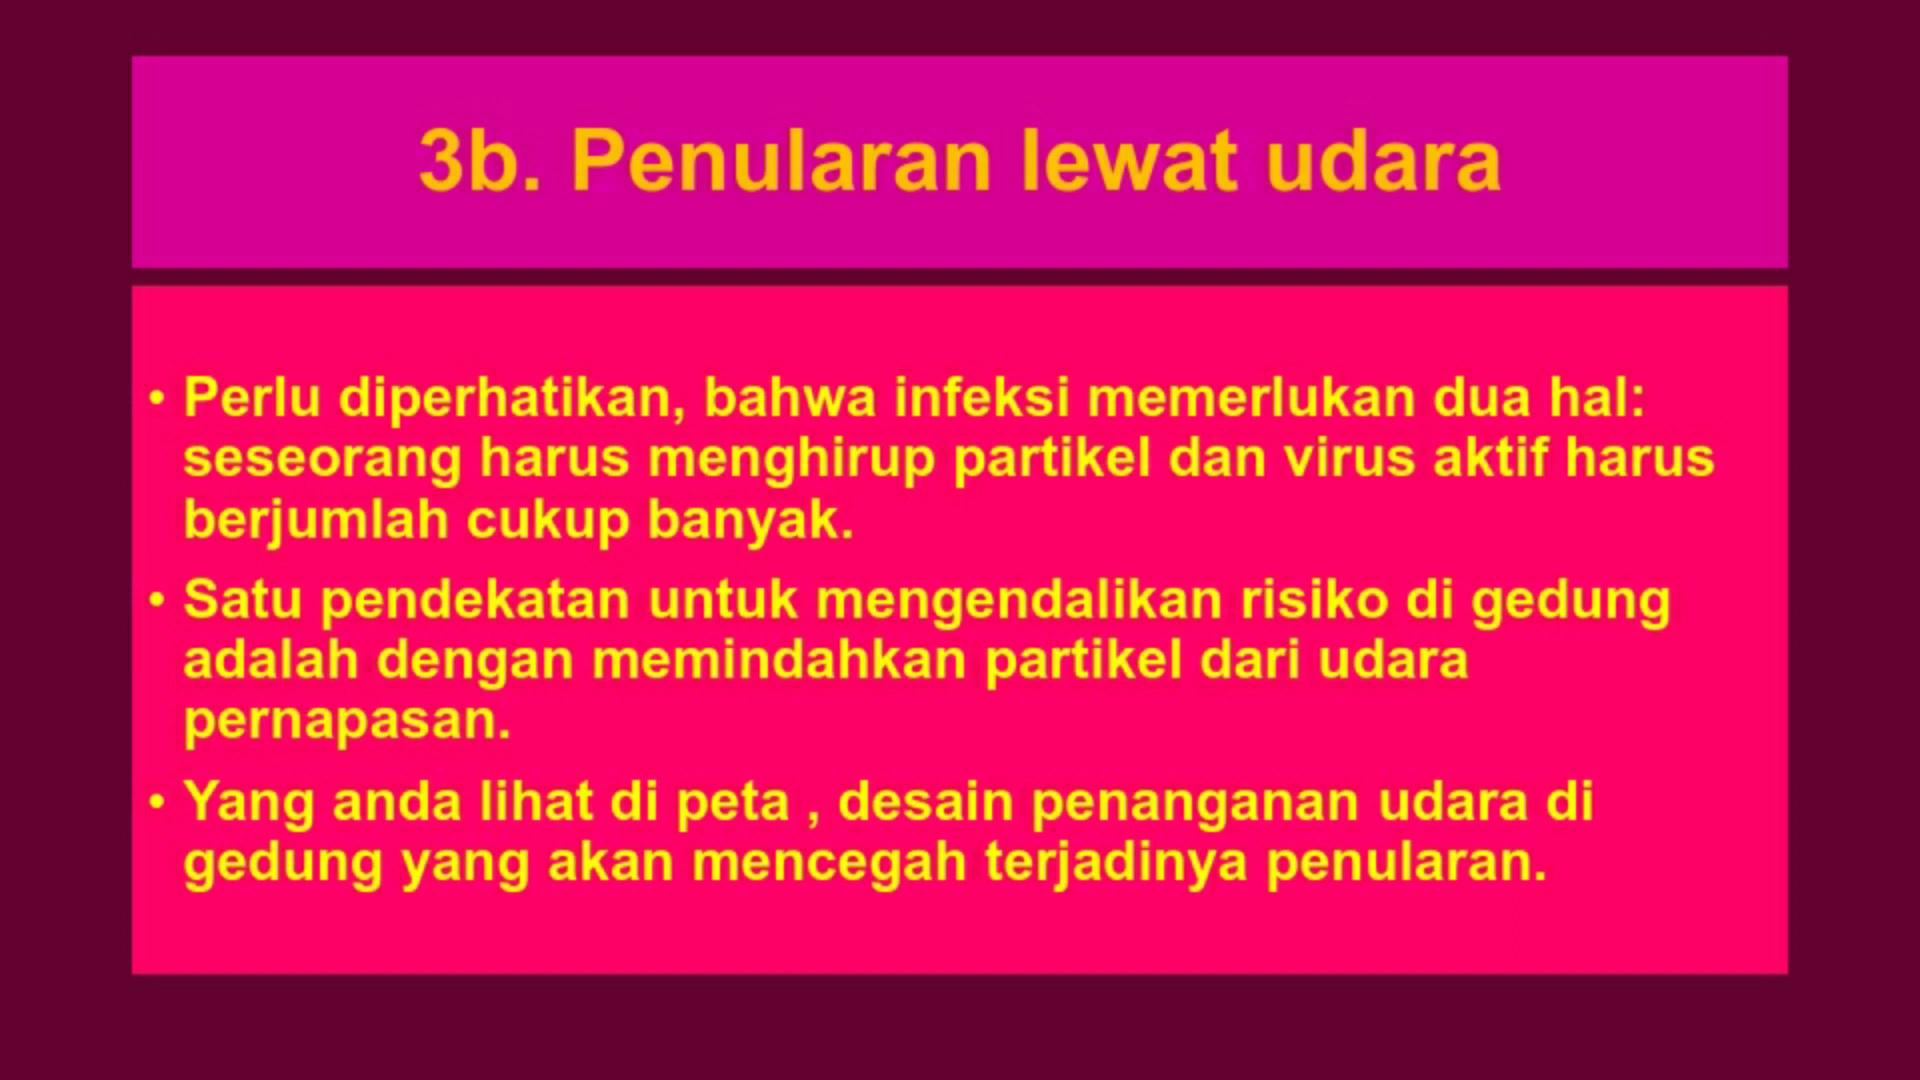 3b. Penularan lewat udara
• Perlu diperhatikan, bahwa infeksi memerlukan dua hal:
seseorang harus menghirup partikel dan virus aktif harus
berjumlah cukup banyak.
• Satu pendekatan untuk mengendalikan risiko di gedung
adalah dengan memindahkan partikel dari udara
pernapasan.
• Yang anda lihat di peta , desain penanganan udara di
gedung yang akan mencegah terjadinya penularan.